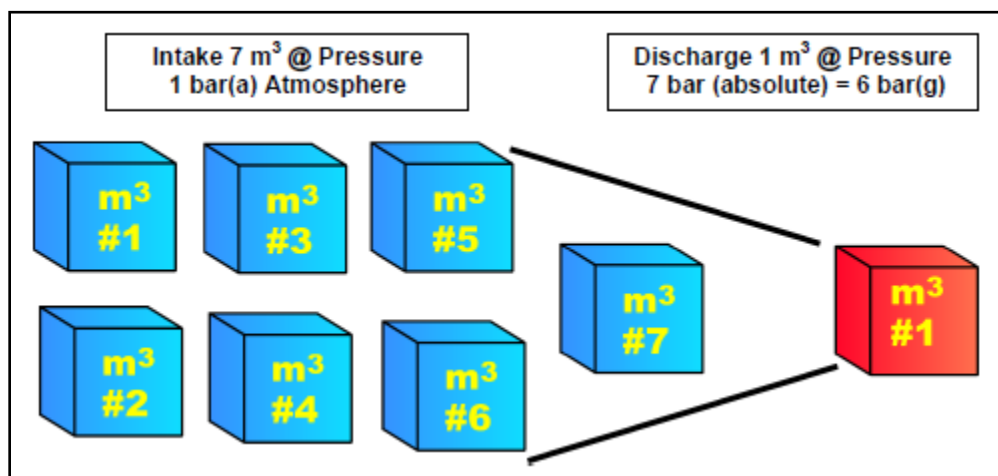 Intake 7 m³ @ Pressure
1 bar(a) Atmosphere
Discharge 1 m³ @ Pressure
7 bar (absolute) = 6 bar(g)
m³
#1
m³
#3
m³
#5
m³
#7
m³
#1
m³
#2
m³
#4
m³
#6